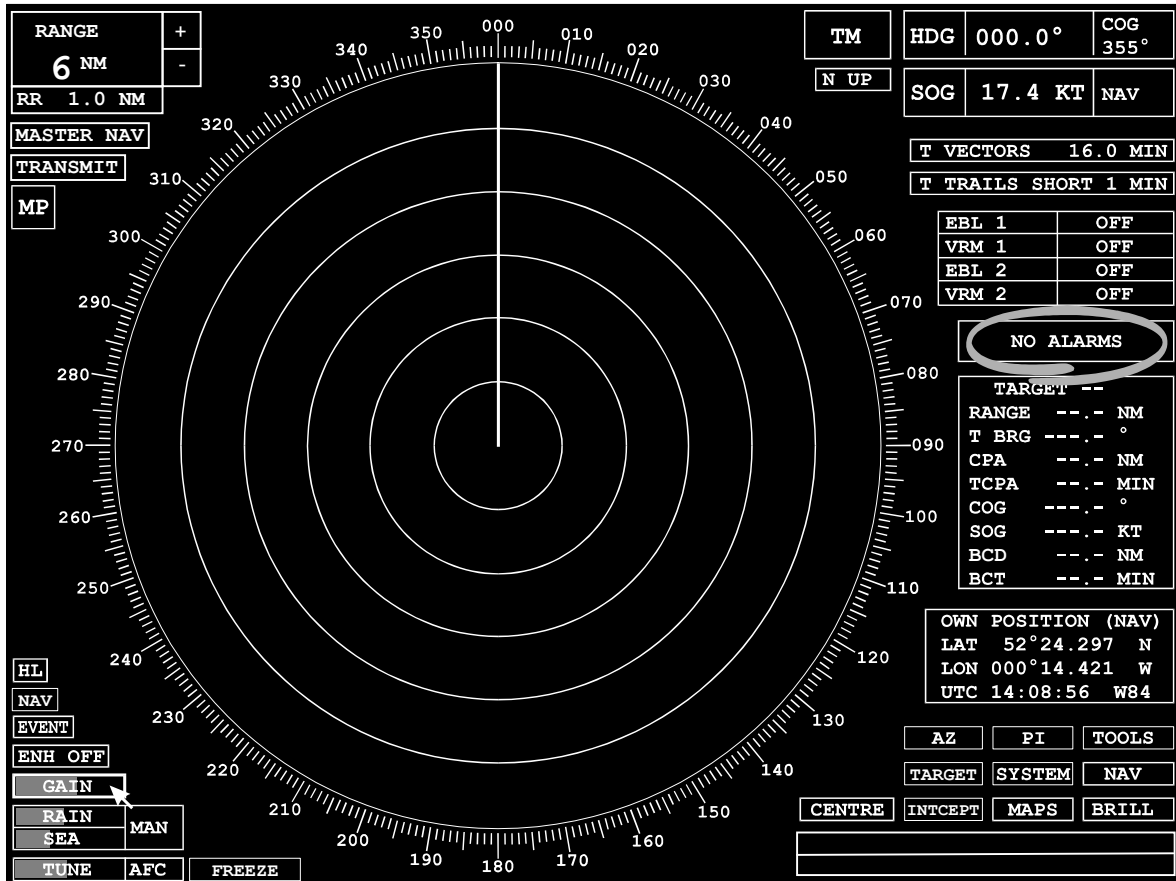 RANGE +
6 NM -
RR 1.0 NM
MASTER NAV
TRANSMIT
MP
000
010
020
030
040
050
060
070
080
090
100
110
120
130
140
150
160
170
180
190
200
210
220
230
240
250
260
270
280
290
300
310
320
330
340
350
TM
N UP
HDG 000.0° COG 355°
SOG 17.4 KT NAV
T VECTORS 16.0 MIN
T TRAILS SHORT 1 MIN
EBL 1 OFF
VRM 1 OFF
EBL 2 OFF
VRM 2 OFF
NO ALARMS
TARGET --
RANGE --.- NM
T BRG ---.- °
CPA --.- NM
TCPA --.- MIN
COG ---.- °
SOG ---.- KT
BCD --.- NM
BCT --.- MIN
OWN POSITION (NAV)
LAT 52°24.297 N
LON 000°14.421 W
UTC 14:08:56 W84
HL
NAV
EVENT
ENH OFF
GAIN
RAIN
SEA
MAN
TUNE AFC FREEZE
AZ PI TOOLS
TARGET SYSTEM NAV
CENTRE INTCEPT MAPS BRILL